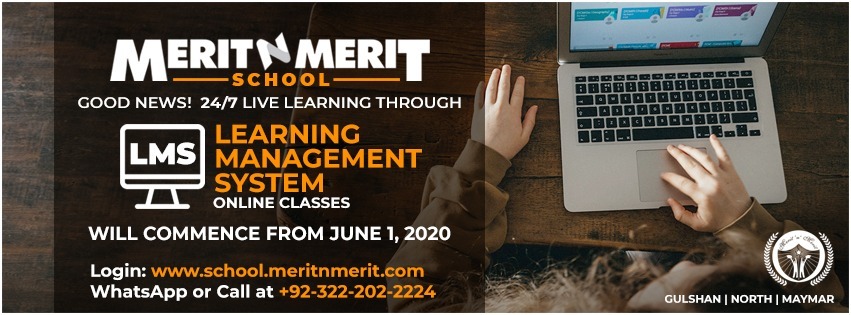 MERIT N MERIT
SCHOOL
GOOD NEWS! 24/7 LIVE LEARNING THROUGH
LMS
LEARNING
MANAGEMENT
SYSTEM
ONLINE CLASSES
WILL COMMENCE FROM JUNE 1, 2020
Login: www.school.meritnmerit.com
WhatsApp or Call at +92-322-202-2224
Merit 'n' Merit
GULSHAN | NORTH | MAYMAR